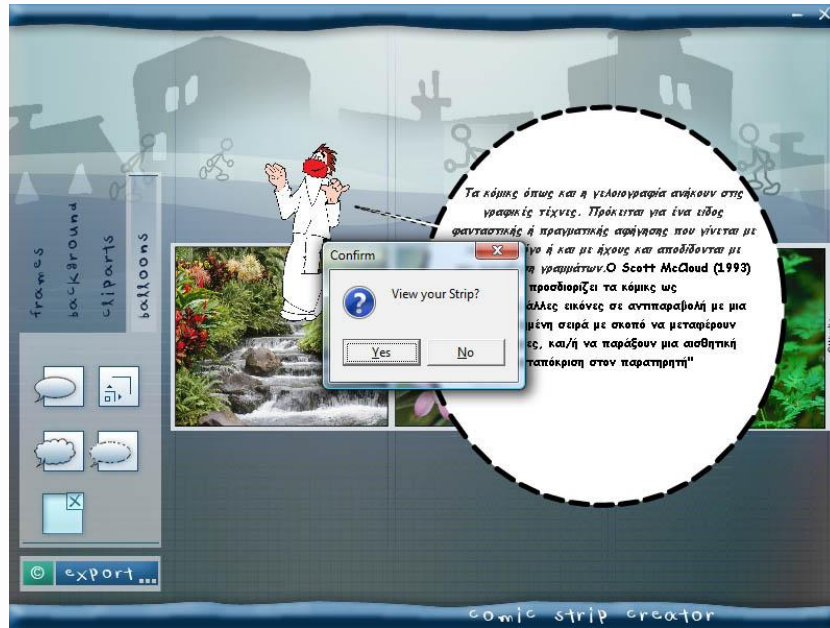 frames
background
cliparts
balloons
Τα κόμικς όπως και η γελοιογραφία ανήκουν στις
γραφικές τέχνες. Πρόκειται για ένα είδος
φανταστικής ή πραγματικής αφήγησης που γίνεται με
ή και με ήχους και αποδίδονται με
γραμμάτων.Ο Scott McCloud (1993)
προσδιορίζει τα κόμικς ως
εικόνες σε αντιπαραβολή με μια
σειρά με σκοπό να μεταφέρουν
και/ή να παράξουν μια αισθητική
στον παρατηρητή"
Confirm
View your Strip?
Yes
No
© export...
comic strip creator